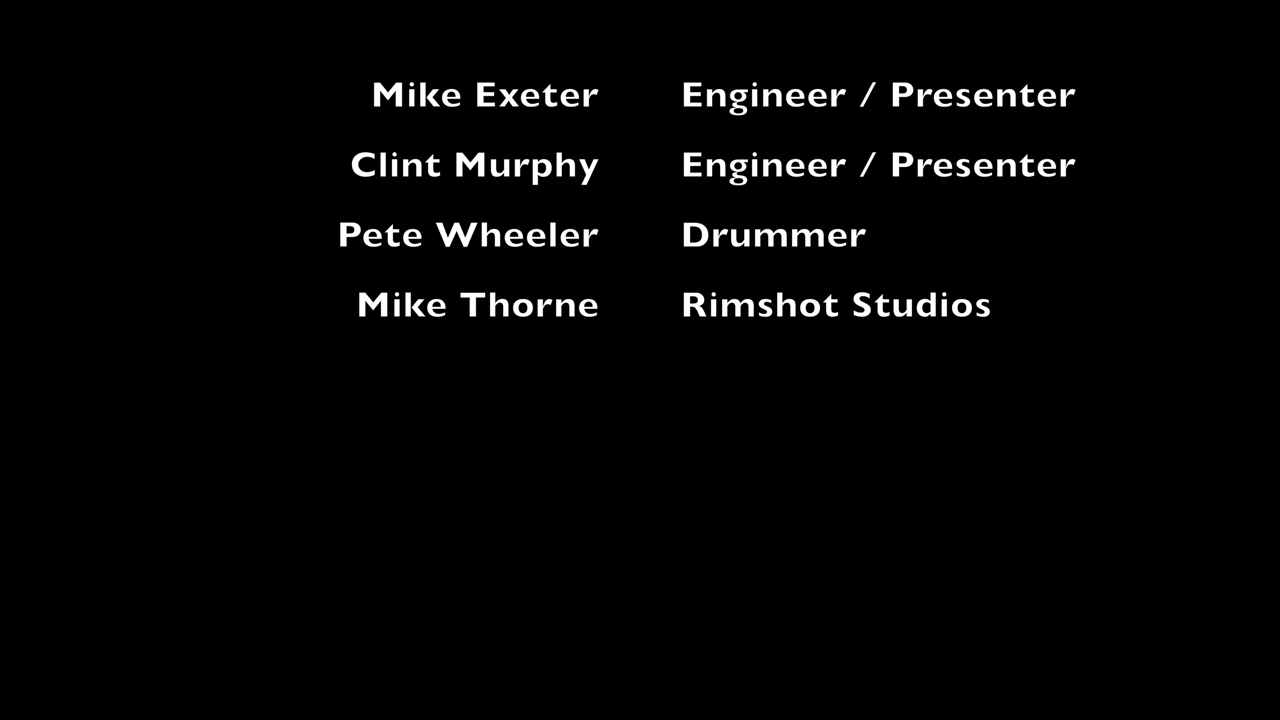 Mike Exeter Engineer / Presenter
Clint Murphy Engineer / Presenter
Pete Wheeler Drummer
Mike Thorne Rimshot Studios